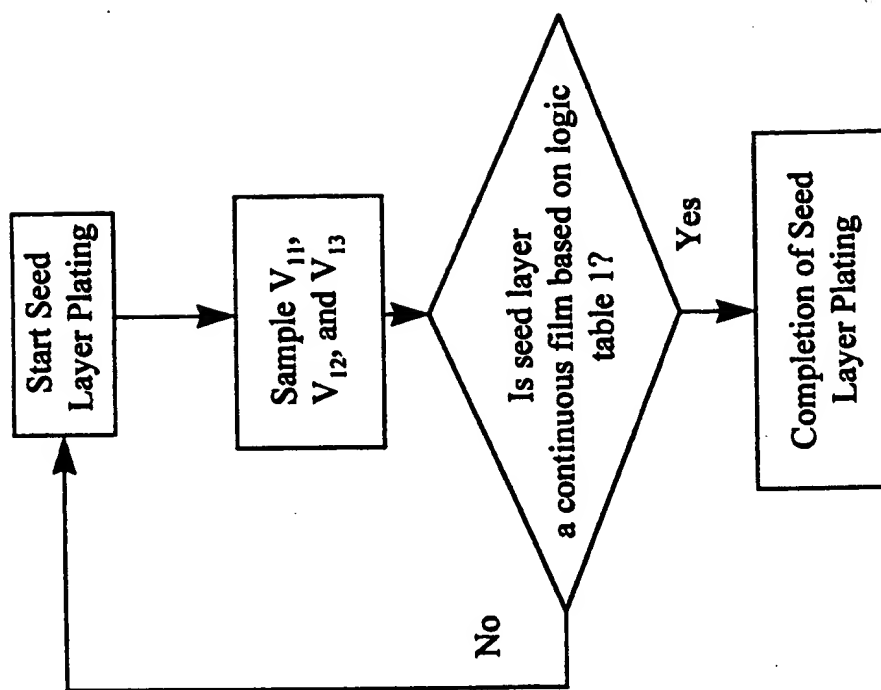 Start Seed
Layer Plating
Sample V₁₁,
V₁₂, and V₁₃
Is seed layer
a continuous film based on logic
table 1?
No
Yes
Completion of Seed
Layer Plating